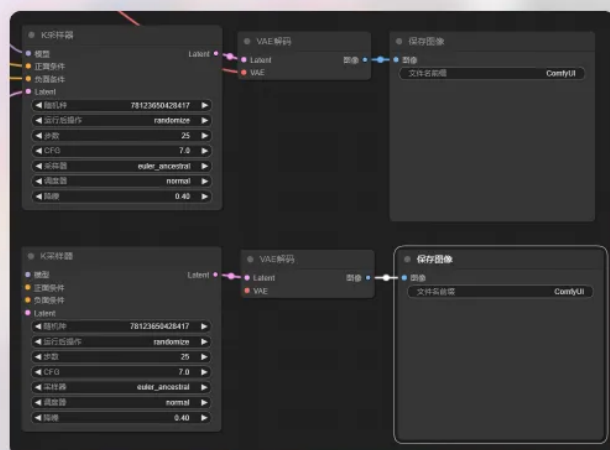 K采样器
模型
Latent
正面条件
负面条件
Latent
随机种 78123650428417
运行后操作 randomize
步数 25
CFG 7.0
采样器 euler_ancestral
调度器 normal
降噪 0.40
VAE解码
Latent 图像
VAE
保存图像
图像
文件名前缀 ComfyUI
K采样器
模型
Latent
正面条件
负面条件
Latent
随机种 78123650428417
运行后操作 randomize
步数 25
CFG 7.0
采样器 euler_ancestral
调度器 normal
降噪 0.40
VAE解码
Latent 图像
VAE
保存图像
图像
文件名前缀 ComfyUI